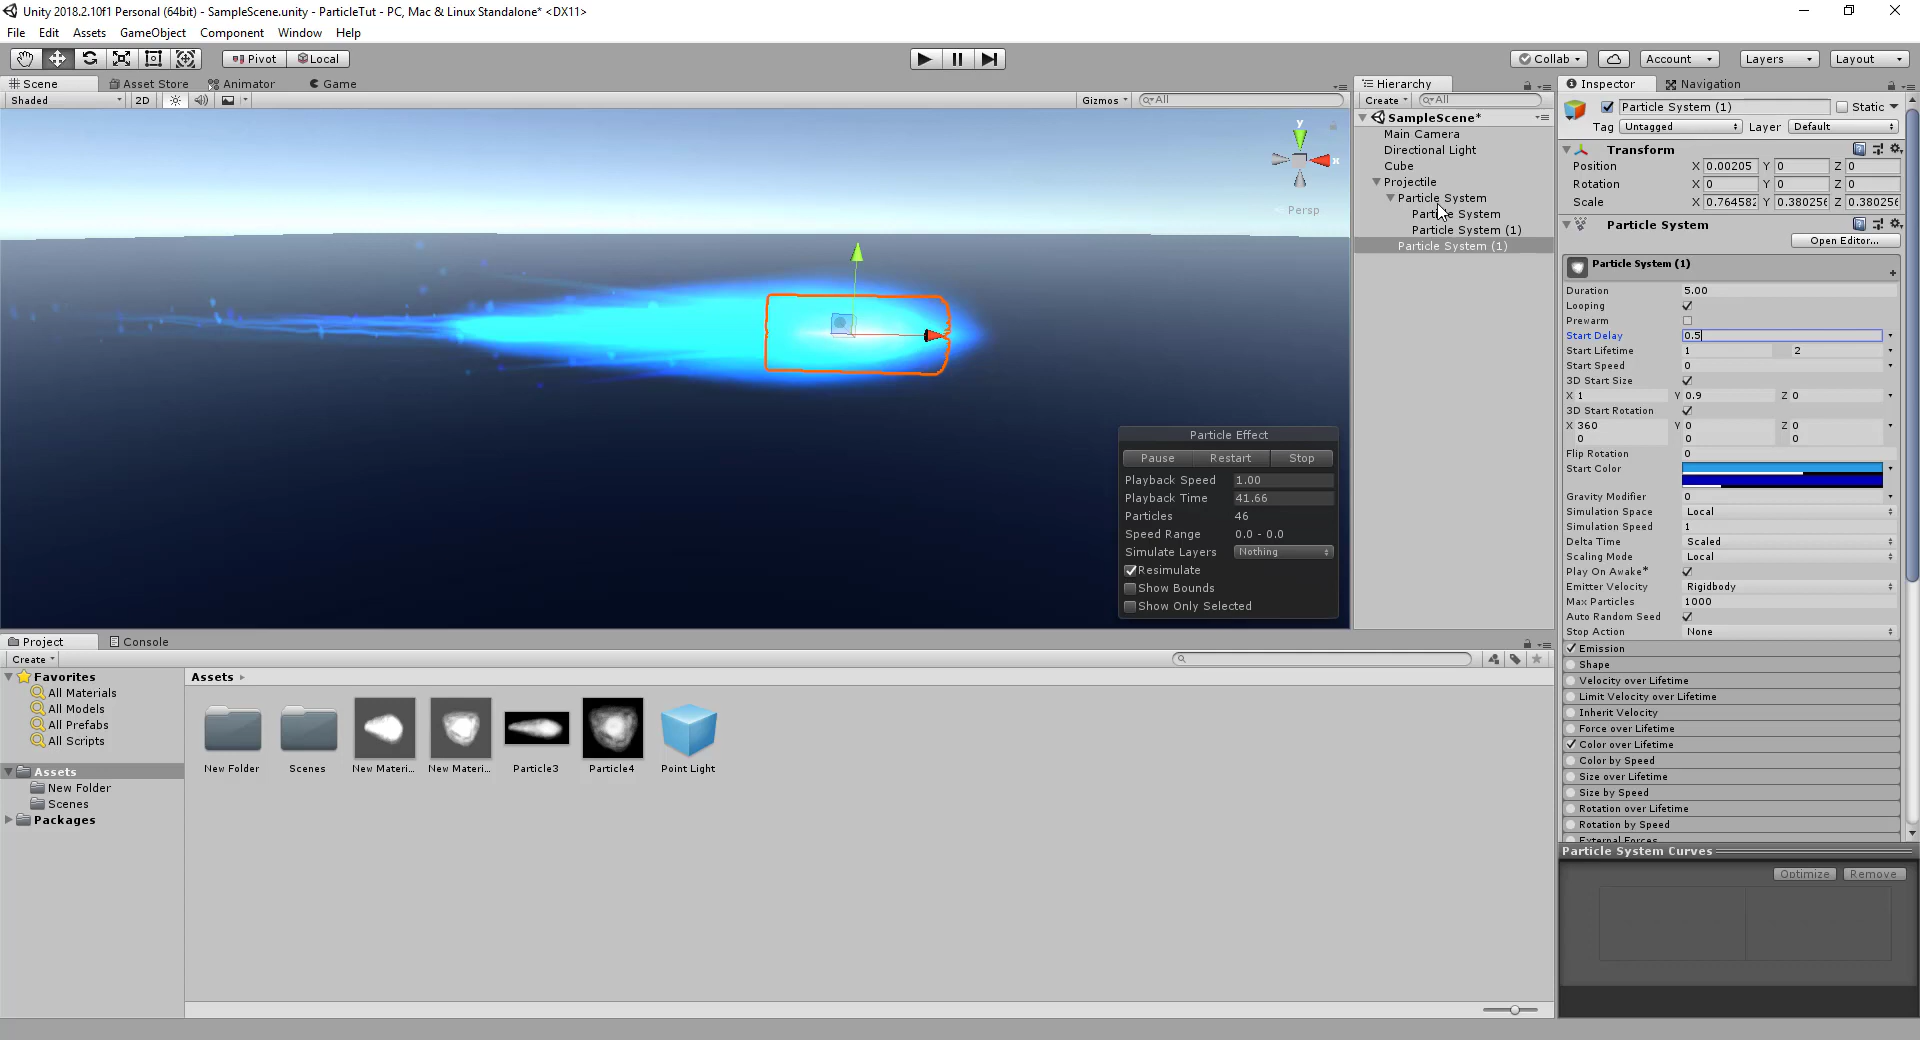 Unity 2018.2.10f1 Personal (64bit) - SampleScene.unity - ParticleTut - PC, Mac & Linux Standalone* <DX11>
File Edit Assets GameObject Component Window Help
Pivot Local Collab Account Layers Layout
Scene Asset Store Animator Game
Shaded 2D Gizmos All
y
x
Persp
Particle Effect
Pause Restart Stop
Playback Speed 1.00
Playback Time 41.66
Particles 46
Speed Range 0.0 - 0.0
Simulate Layers Nothing
Resimulate
Show Bounds
Show Only Selected
Hierarchy
Create All
SampleScene*
Main Camera
Directional Light
Cube
Projectile
Particle System
Particle System
Particle System (1)
Particle System (1)
Inspector Navigation
Particle System (1) Static
Tag Untagged Layer Default
Transform
Position X 0.00205 Y 0 Z 0
Rotation X 0 Y 0 Z 0
Scale X 0.764582 Y 0.380256 Z 0.380256
Particle System
Open Editor...
Particle System (1)
Duration 5.00
Looping
Prewarm
Start Delay 0.5
Start Lifetime 1 2
Start Speed 0
3D Start Size
X 1 Y 0.9 Z 0
3D Start Rotation
X 360 Y 0 Z 0
0 0 0
Flip Rotation 0
Start Color
Gravity Modifier 0
Simulation Space Local
Simulation Speed 1
Delta Time Scaled
Scaling Mode Local
Play On Awake*
Emitter Velocity Rigidbody
Max Particles 1000
Auto Random Seed
Stop Action None
Emission
Shape
Velocity over Lifetime
Limit Velocity over Lifetime
Inherit Velocity
Force over Lifetime
Color over Lifetime
Color by Speed
Size over Lifetime
Size by Speed
Rotation over Lifetime
Rotation by Speed
External Forces
Particle System Curves
Optimize Remove
Project Console
Create
Favorites
All Materials
All Models
All Prefabs
All Scripts
Assets
New Folder
Scenes
Packages
Assets
New Folder Scenes New Materi... New Materi... Particle3 Particle4 Point Light